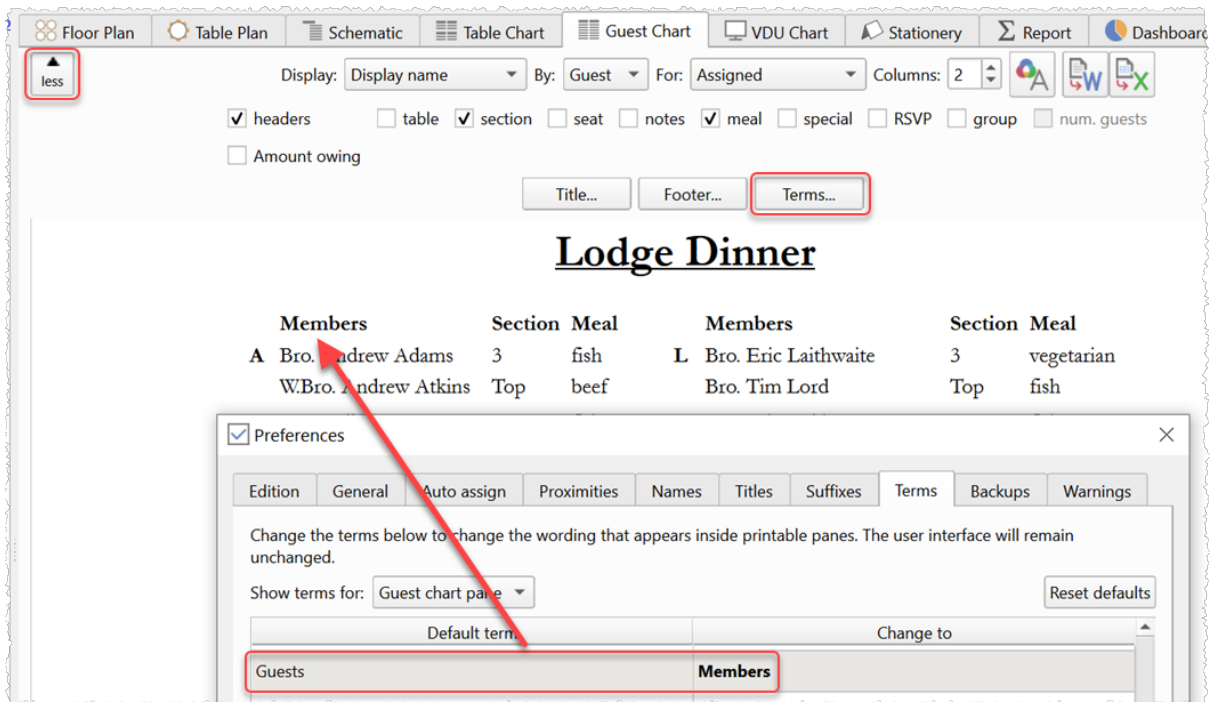 Floor Plan Table Plan Schematic Table Chart Guest Chart VDU Chart Stationery Report Dashboard
less Display: Display name By: Guest For: Assigned Columns: 2
headers table section seat notes meal special RSVP group num. guests
Amount owing
Title... Footer... Terms...
Lodge Dinner
Members Section Meal Members Section Meal
A Bro. Andrew Adams 3 fish L Bro. Eric Laithwaite 3 vegetarian
W.Bro. Andrew Atkins Top beef Bro. Tim Lord Top fish
Preferences
Edition General Auto assign Proximities Names Titles Suffixes Terms Backups Warnings
Change the terms below to change the wording that appears inside printable panes. The user interface will remain
unchanged.
Show terms for: Guest chart pane Reset defaults
Default term Change to
Guests Members